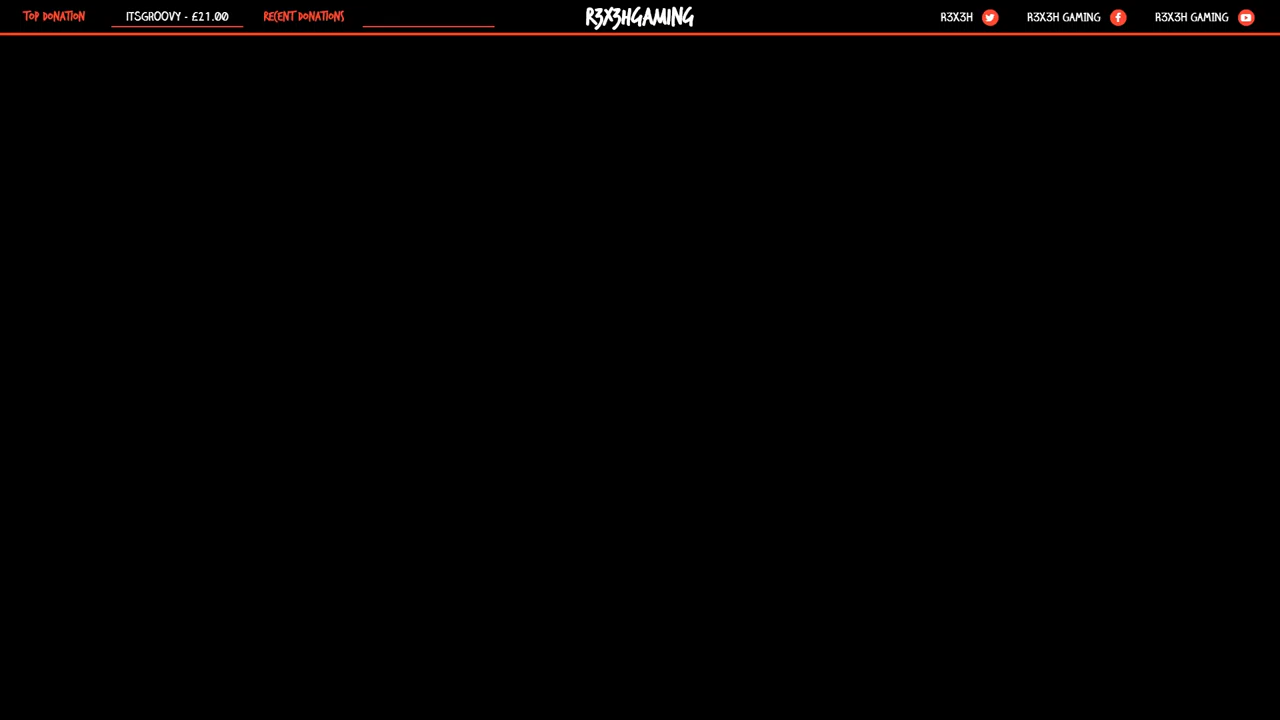 TOP DONATION
ITSGROOVY - £21.00
RECENT DONATIONS
R3X3HGAMING
R3X3H
R3X3H GAMING
R3X3H GAMING